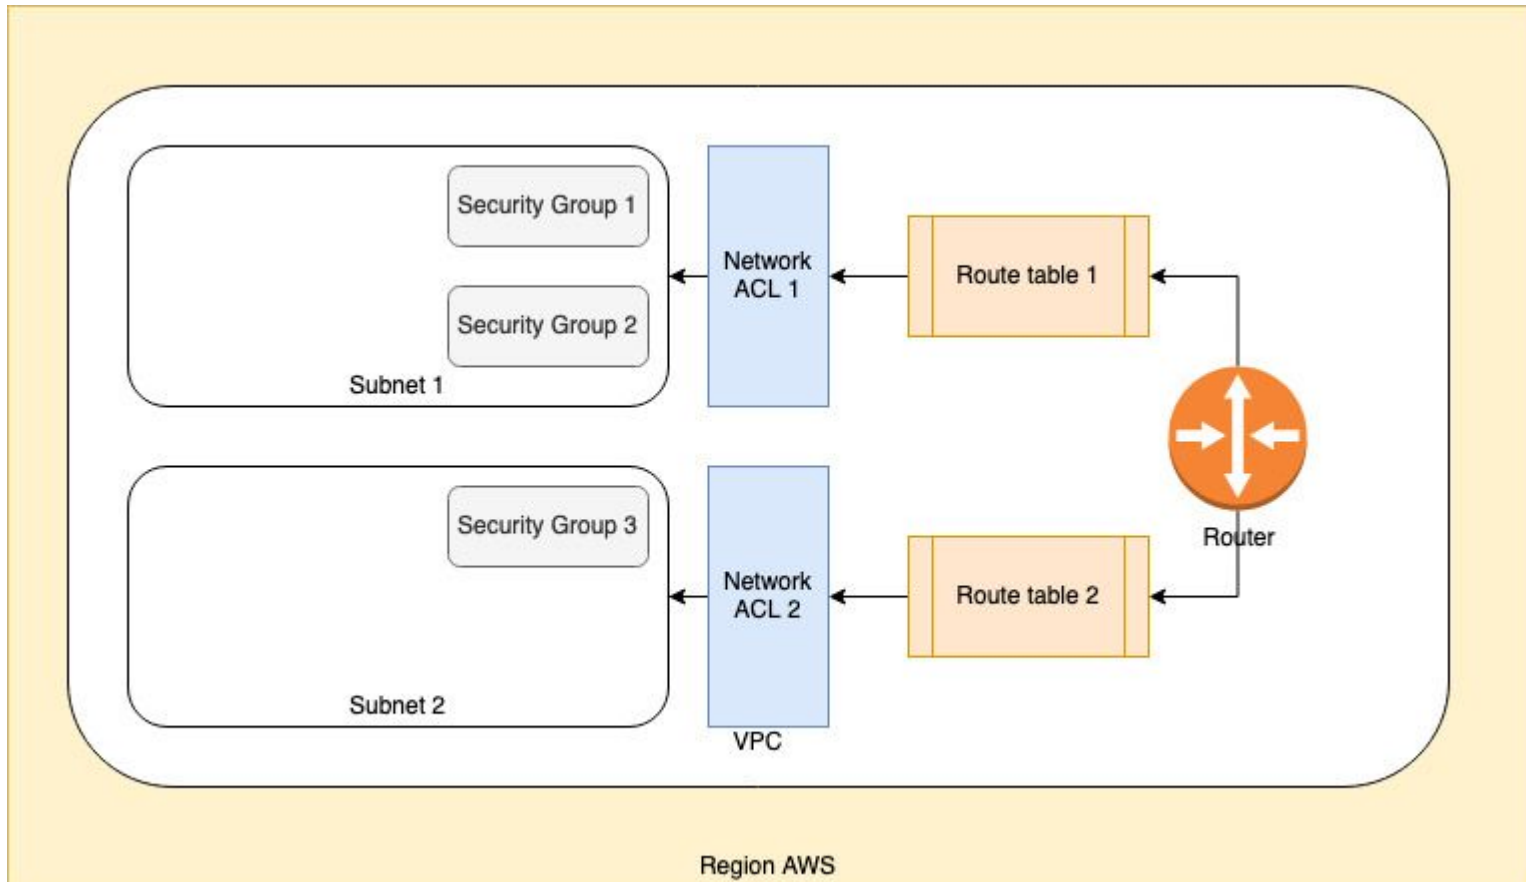 Security Group 1
Network
ACL 1
Route table 1
Security Group 2
Subnet 1
Router
Security Group 3
Network
ACL 2
Route table 2
Subnet 2
VPC
Region AWS